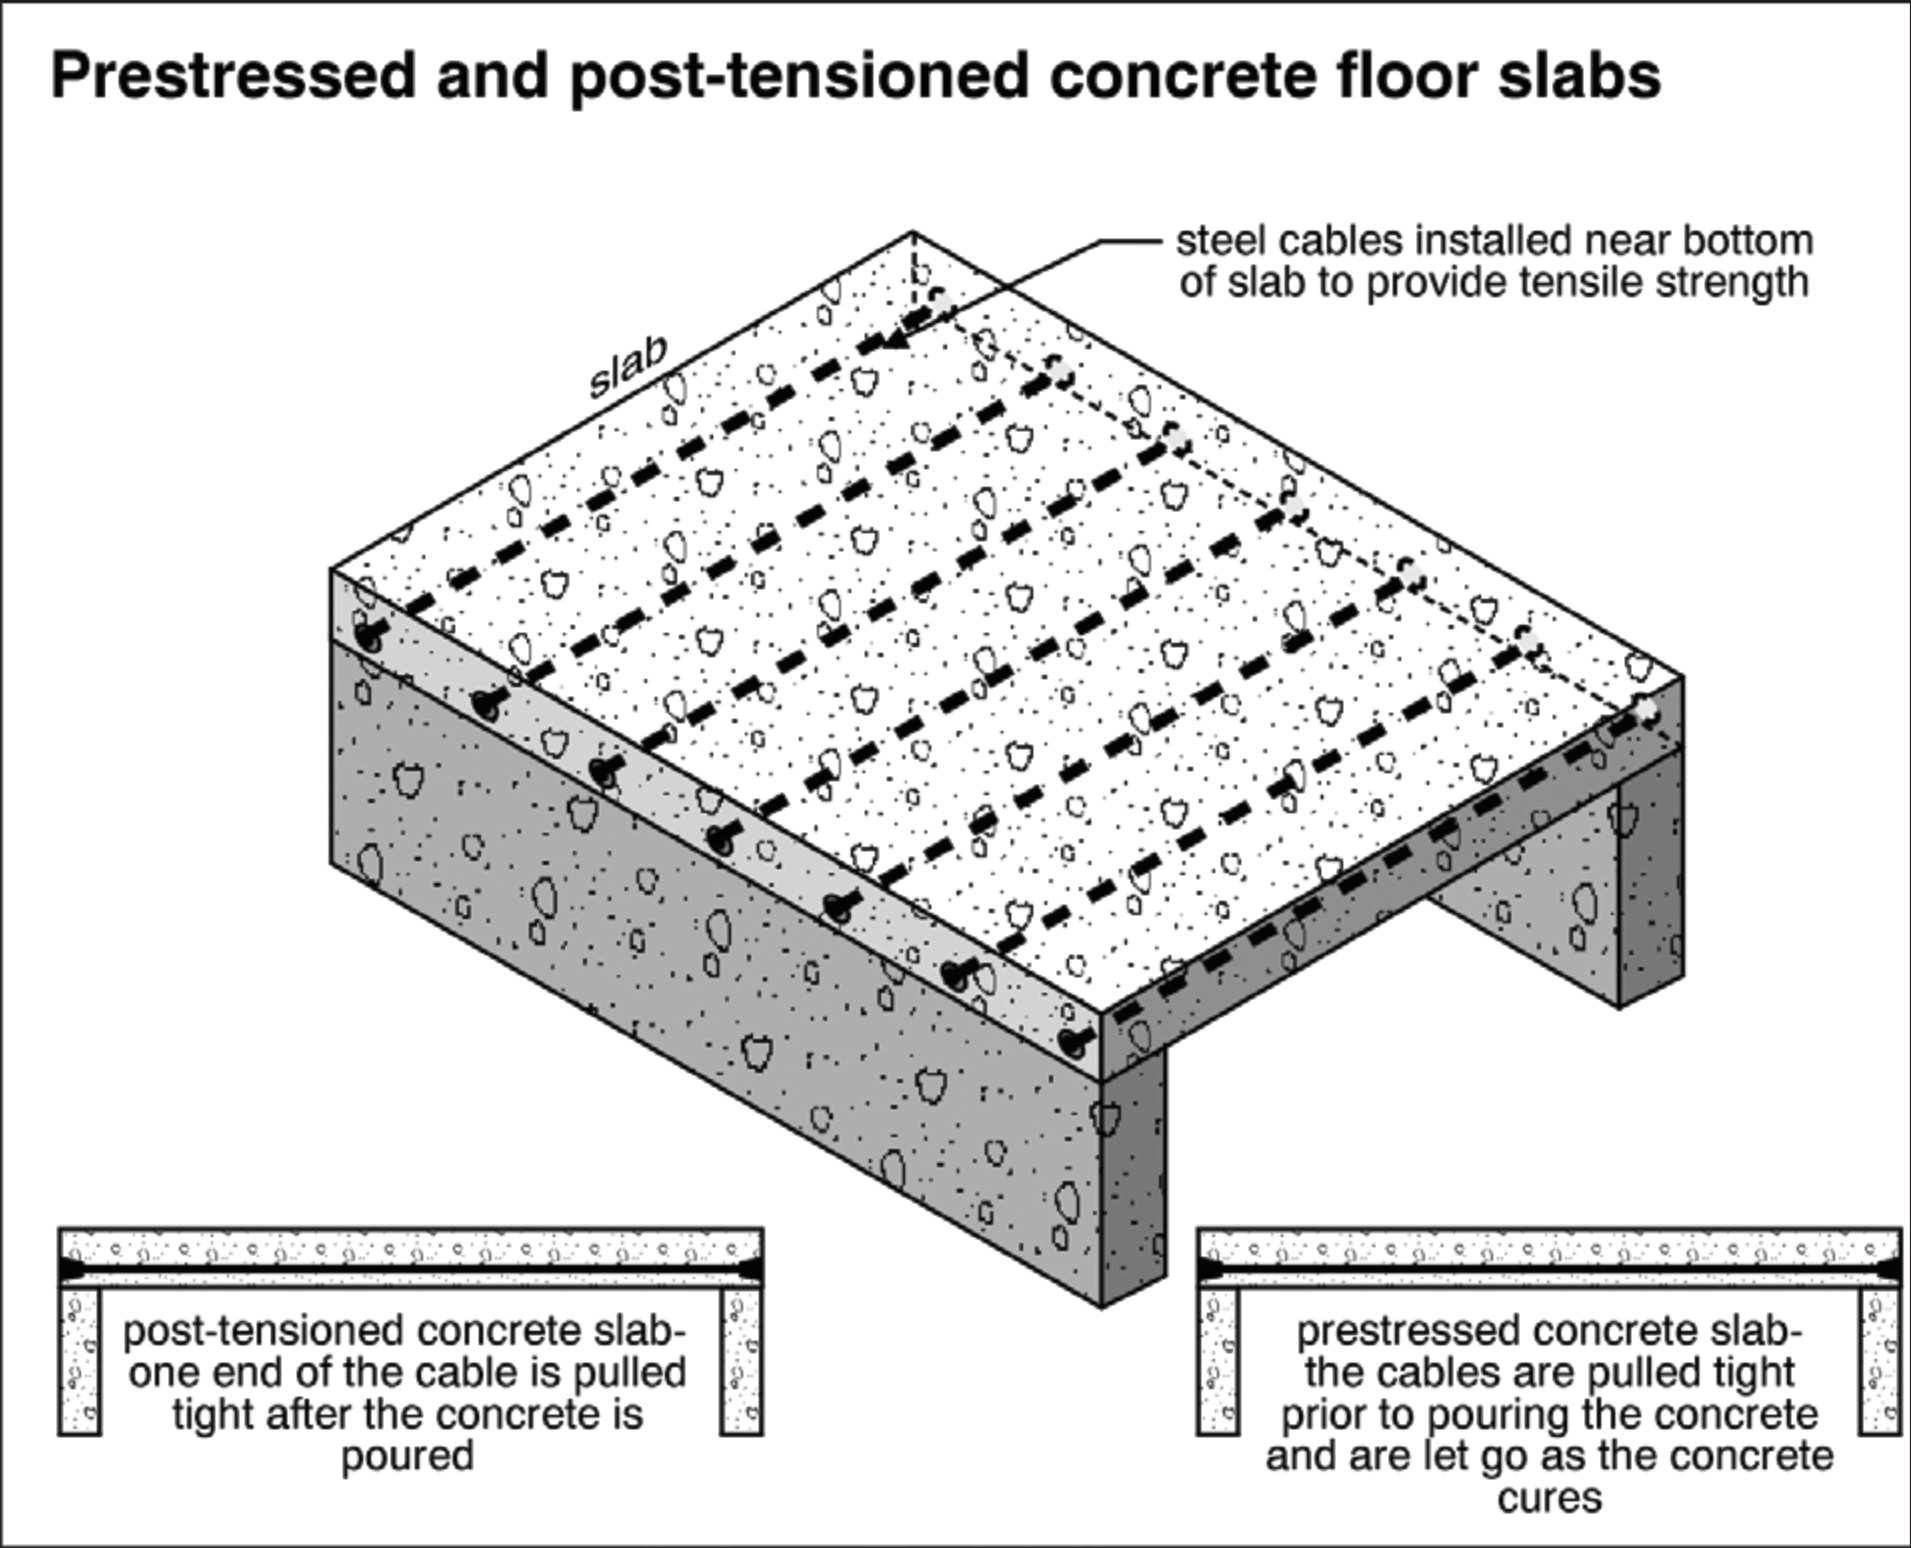 Prestressed and post-tensioned concrete floor slabs
steel cables installed near bottom
of slab to provide tensile strength
slab
post-tensioned concrete slab-
one end of the cable is pulled
tight after the concrete is
poured
prestressed concrete slab-
the cables are pulled tight
prior to pouring the concrete
and are let go as the concrete
cures